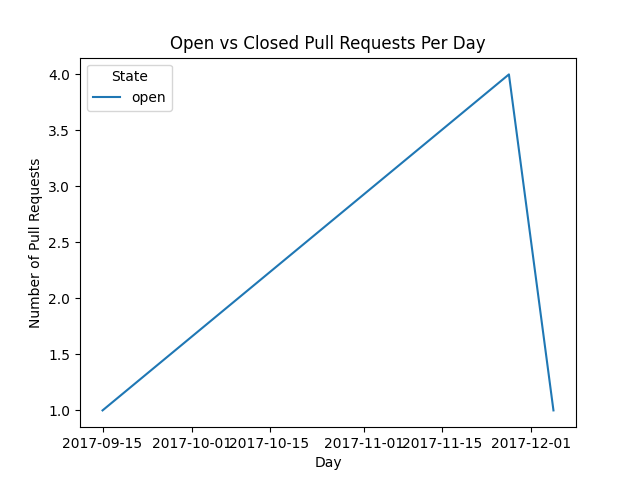 Open vs Closed Pull Requests Per Day
State
open
Number of Pull Requests
4.0
3.5
3.0
2.5
2.0
1.5
1.0
2017-09-15 2017-10-01 2017-10-15 2017-11-01 2017-11-15 2017-12-01
Day